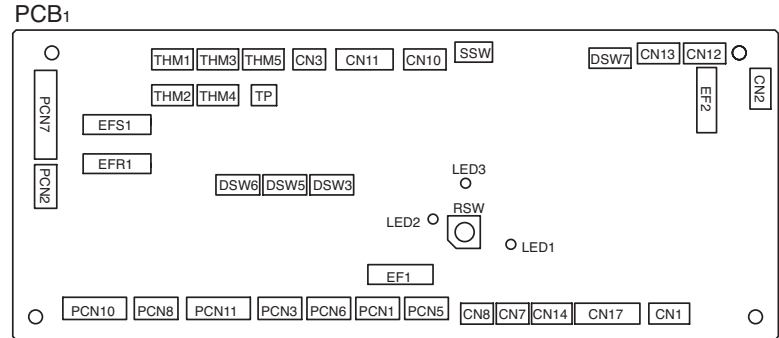 PCB1
THM1 THM3 THM5 CN3 CN11 CN10 SSW DSW7 CN13 CN12
PCN7 THM2 THM4 TP EF2 CN2
EFS1
EFR1
PCN2 DSW6 DSW5 DSW3 LED3
LED2 RSW
LED1
EF1
PCN10 PCN8 PCN11 PCN3 PCN6 PCN1 PCN5 CN8 CN7 CN14 CN17 CN1